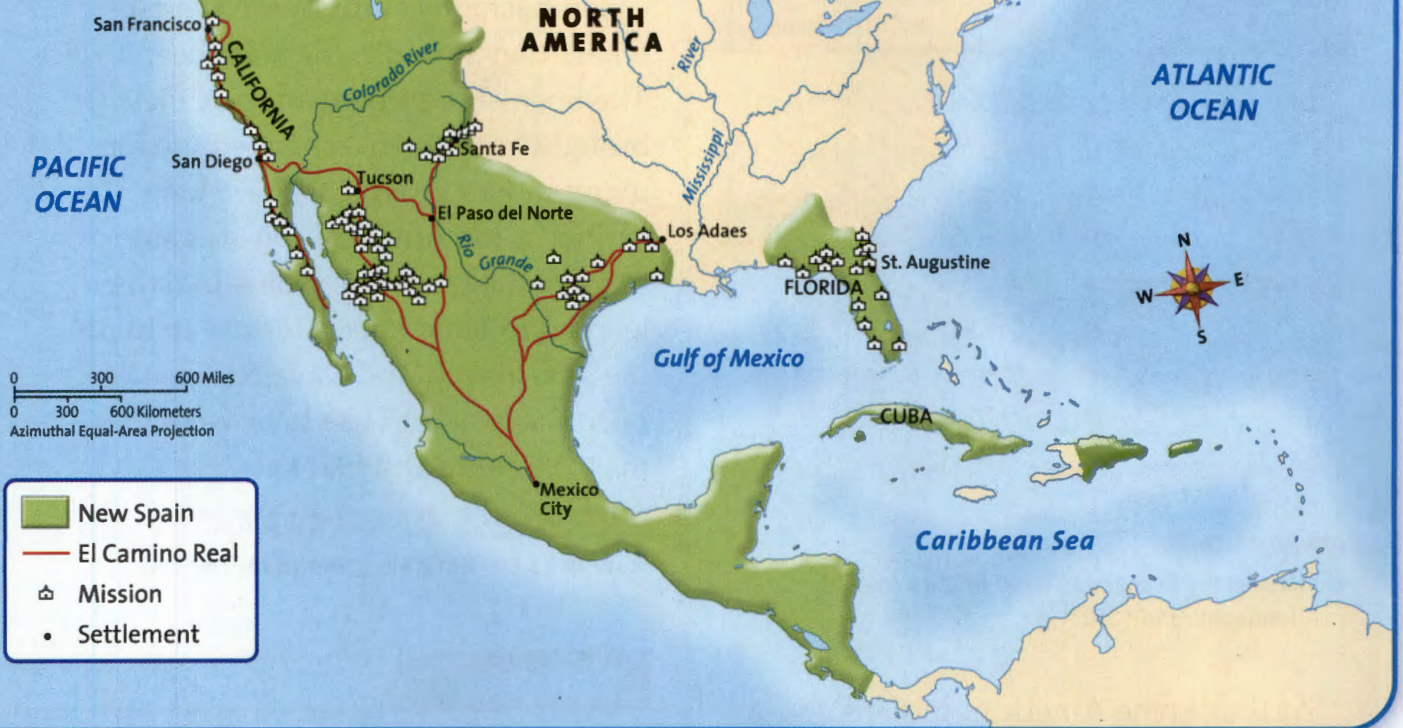 NORTH
AMERICA
San Francisco
CALIFORNIA
Colorado River
Mississippi
River
ATLANTIC
OCEAN
PACIFIC
OCEAN
San Diego
Santa Fe
Tucson
El Paso del Norte
Rio
Grande
Los Adaes
St. Augustine
FLORIDA
N
W
E
S
Gulf of Mexico
0 300 600 Miles
0 300 600 Kilometers
Azimuthal Equal-Area Projection
CUBA
Mexico
City
Caribbean Sea
New Spain
El Camino Real
Mission
Settlement